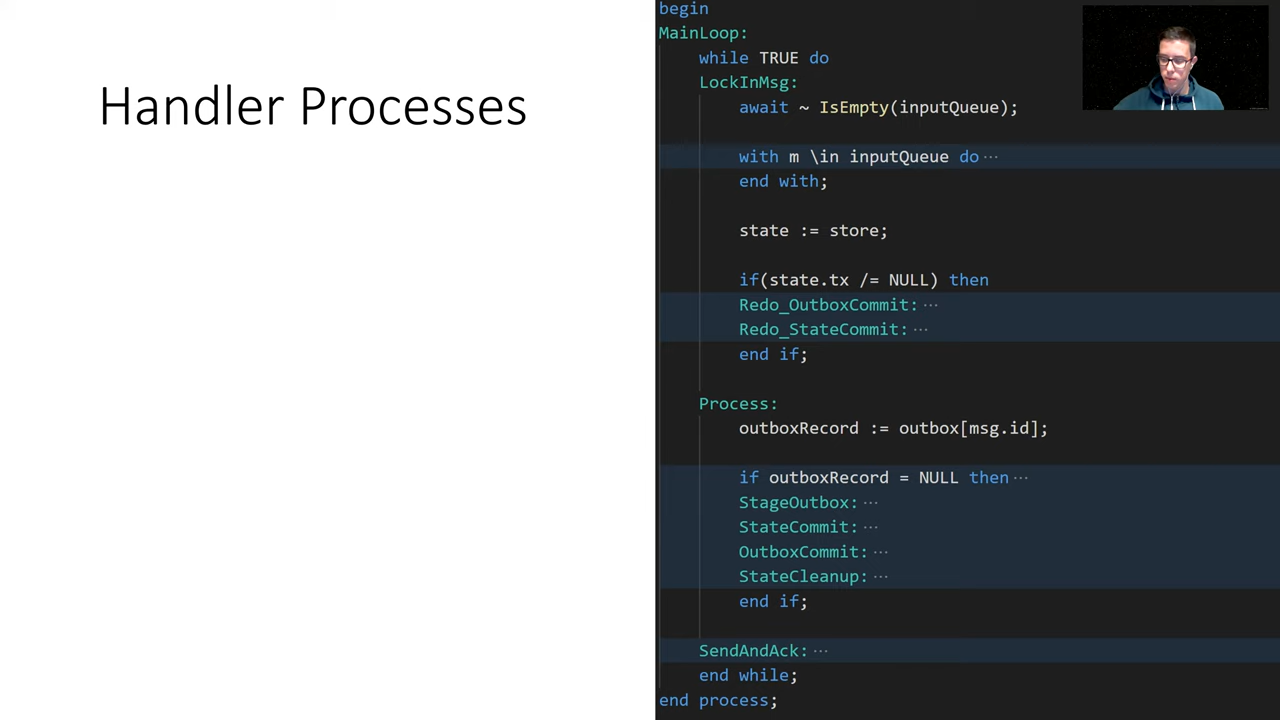 Handler Processes
begin
MainLoop:
while TRUE do
LockInMsg:
await ~ IsEmpty(inputQueue);
with m \in inputQueue do ···
end with;
state := store;
if(state.tx /= NULL) then
Redo_OutboxCommit: ···
Redo_StateCommit: ···
end if;
Process:
outboxRecord := outbox[msg.id];
if outboxRecord = NULL then ···
StageOutbox: ···
StateCommit: ···
OutboxCommit: ···
StateCleanup: ···
end if;
SendAndAck: ···
end while;
end process;